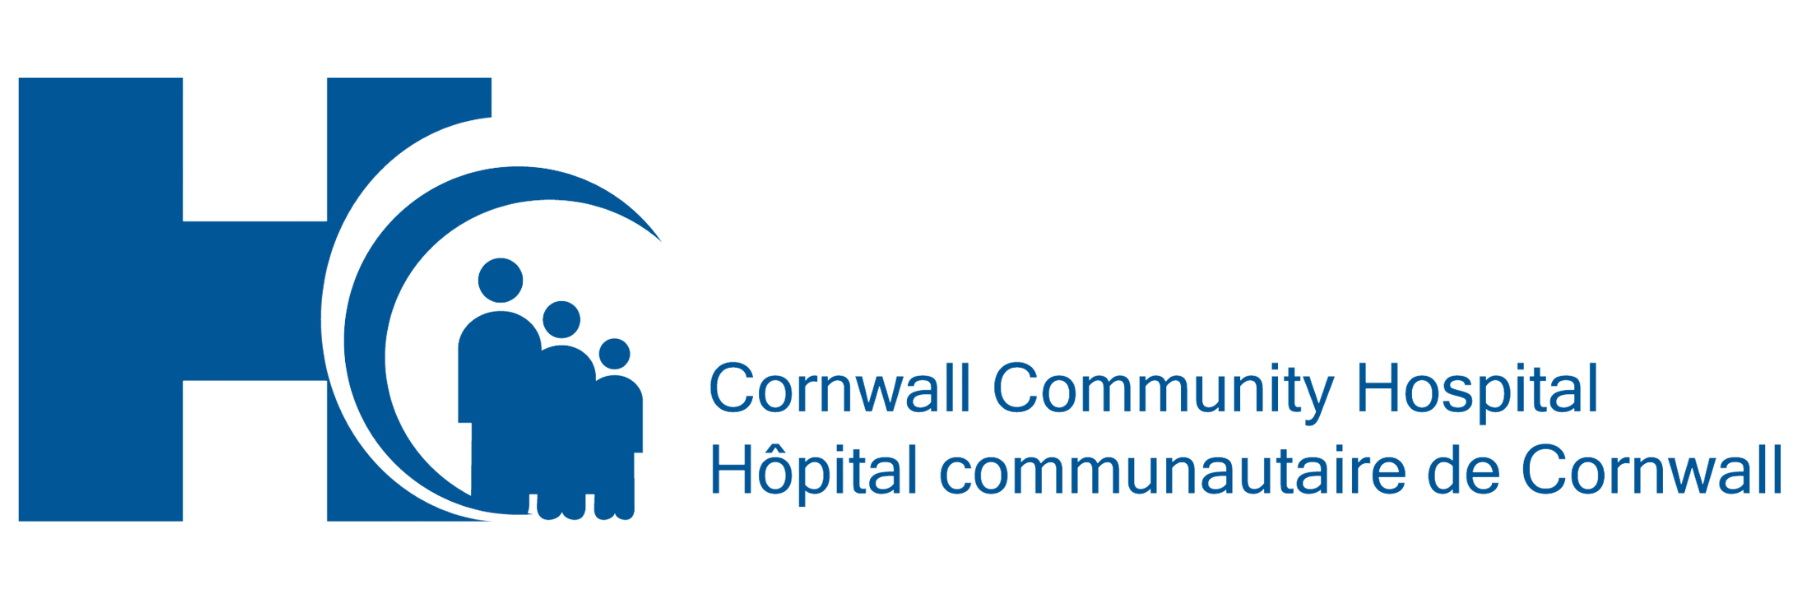 H
Cornwall Community Hospital
Hôpital communautaire de Cornwall